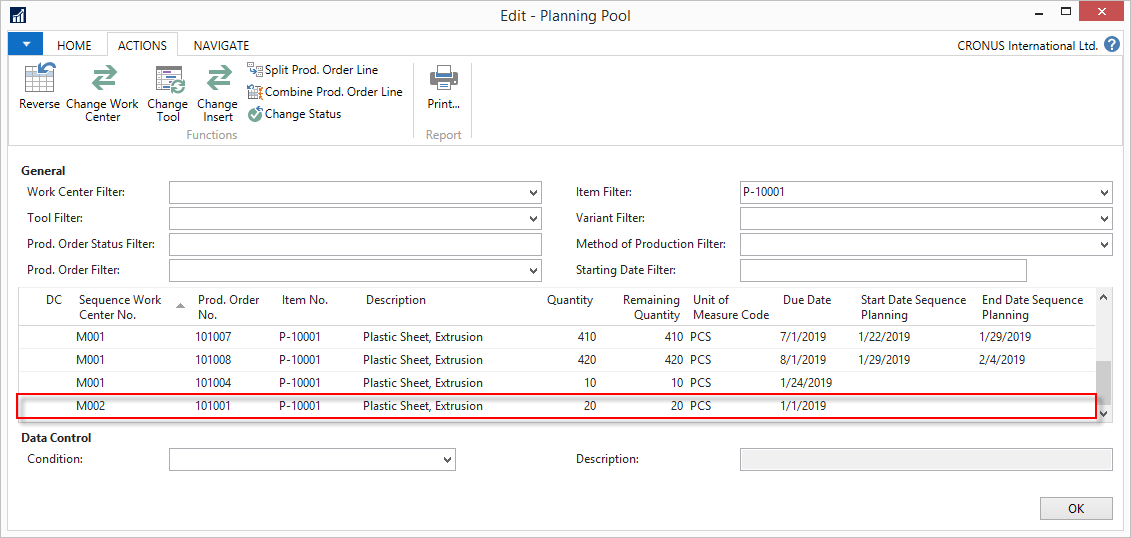 Edit - Planning Pool
HOME ACTIONS NAVIGATE CRONUS International Ltd. ?
Reverse
Change Work Center
Change Tool
Change Insert
Split Prod. Order Line
Combine Prod. Order Line
Change Status
Print...
Functions
Report
General
Work Center Filter: Item Filter: P-10001
Tool Filter: Variant Filter:
Prod. Order Status Filter: Method of Production Filter:
Prod. Order Filter: Starting Date Filter:
DC Sequence Work Prod. Order Item No. Description Quantity Remaining Unit of Due Date Start Date Sequence End Date Sequence
Center No. No. Quantity Measure Code Planning Planning
M001 101007 P-10001 Plastic Sheet, Extrusion 410 410 PCS 7/1/2019 1/22/2019 1/29/2019
M001 101008 P-10001 Plastic Sheet, Extrusion 420 420 PCS 8/1/2019 1/29/2019 2/4/2019
M001 101004 P-10001 Plastic Sheet, Extrusion 10 10 PCS 1/24/2019
M002 101001 P-10001 Plastic Sheet, Extrusion 20 20 PCS 1/1/2019
Data Control
Condition: Description:
OK